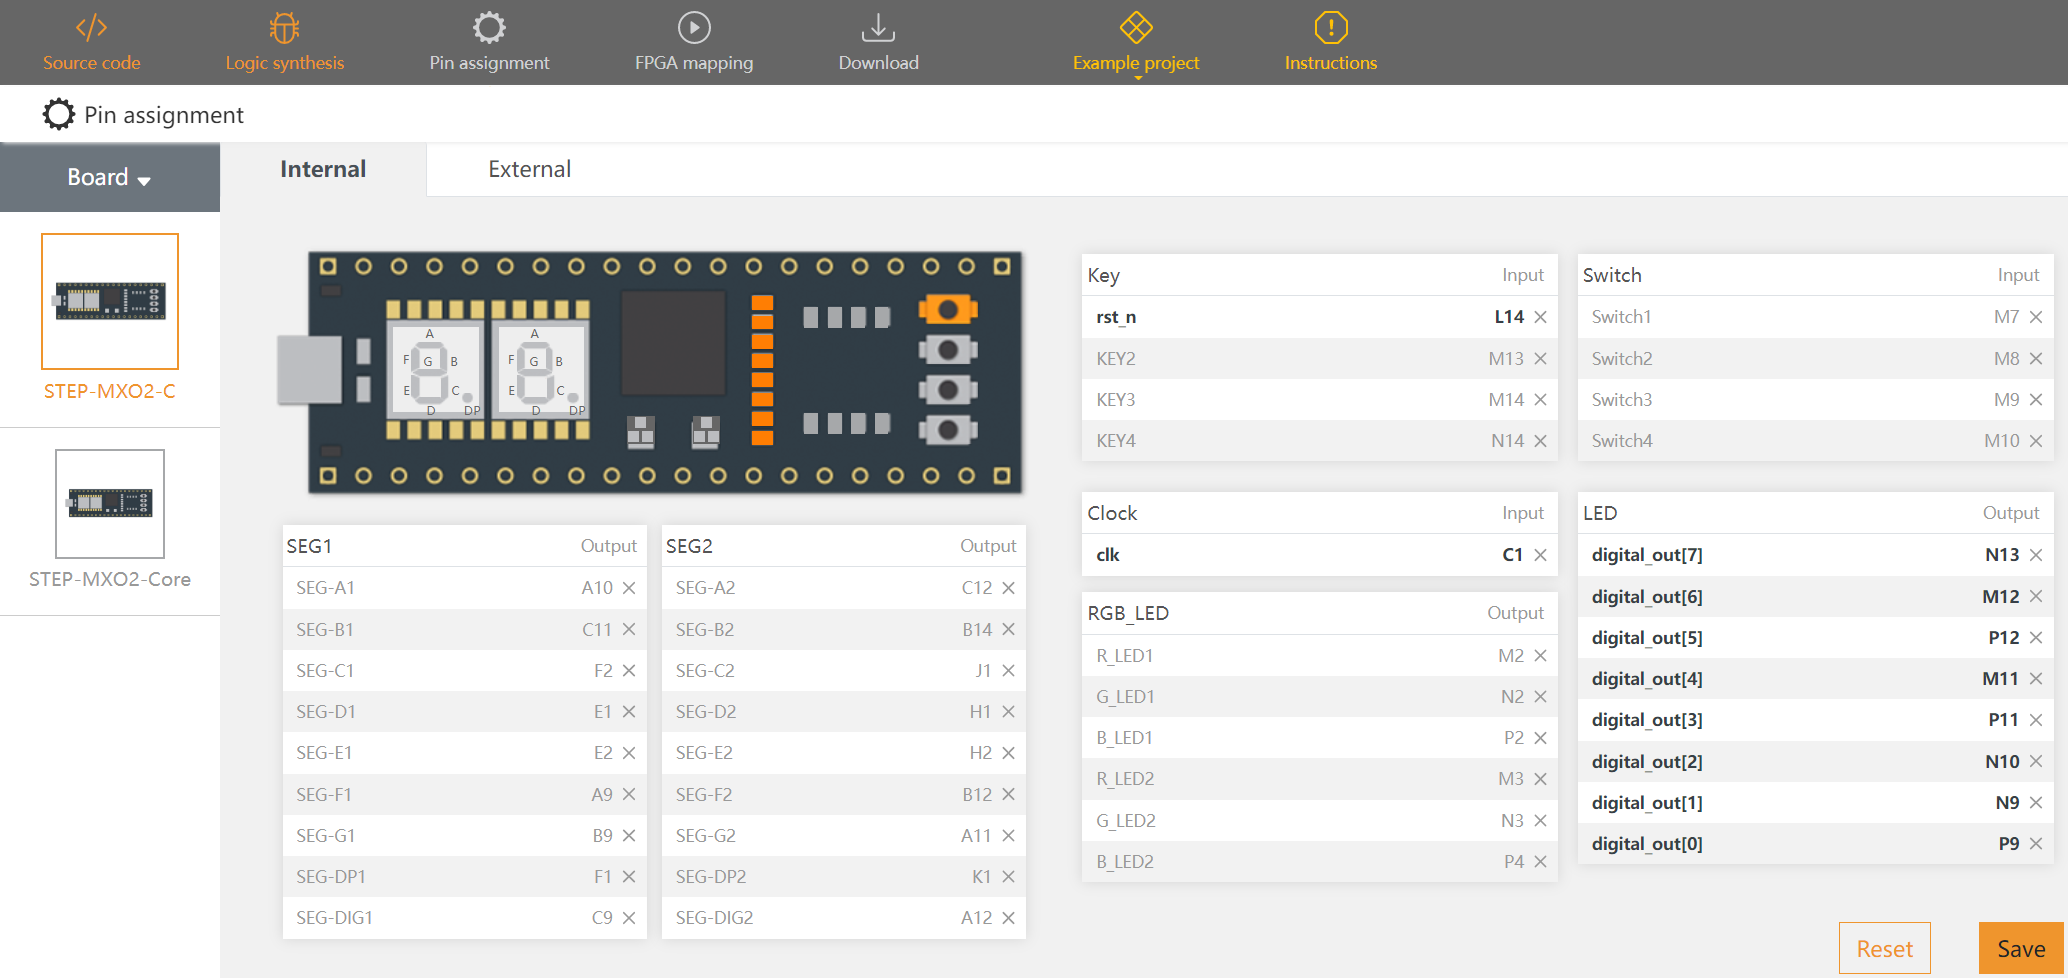 Source code
Logic synthesis
Pin assignment
FPGA mapping
Download
Example project
Instructions
Pin assignment
Board
Internal
External
STEP-MXO2-C
STEP-MXO2-Core
A
F G B
E C
D DP
A
F G B
E C
D DP
SEG1 Output
SEG-A1 A10
SEG-B1 C11
SEG-C1 F2
SEG-D1 E1
SEG-E1 E2
SEG-F1 A9
SEG-G1 B9
SEG-DP1 F1
SEG-DIG1 C9
SEG2 Output
SEG-A2 C12
SEG-B2 B14
SEG-C2 J1
SEG-D2 H1
SEG-E2 H2
SEG-F2 B12
SEG-G2 A11
SEG-DP2 K1
SEG-DIG2 A12
Key Input
rst_n L14
KEY2 M13
KEY3 M14
KEY4 N14
Switch Input
Switch1 M7
Switch2 M8
Switch3 M9
Switch4 M10
Clock Input
clk C1
RGB_LED Output
R_LED1 M2
G_LED1 N2
B_LED1 P2
R_LED2 M3
G_LED2 N3
B_LED2 P4
LED Output
digital_out[7] N13
digital_out[6] M12
digital_out[5] P12
digital_out[4] M11
digital_out[3] P11
digital_out[2] N10
digital_out[1] N9
digital_out[0] P9
Reset
Save